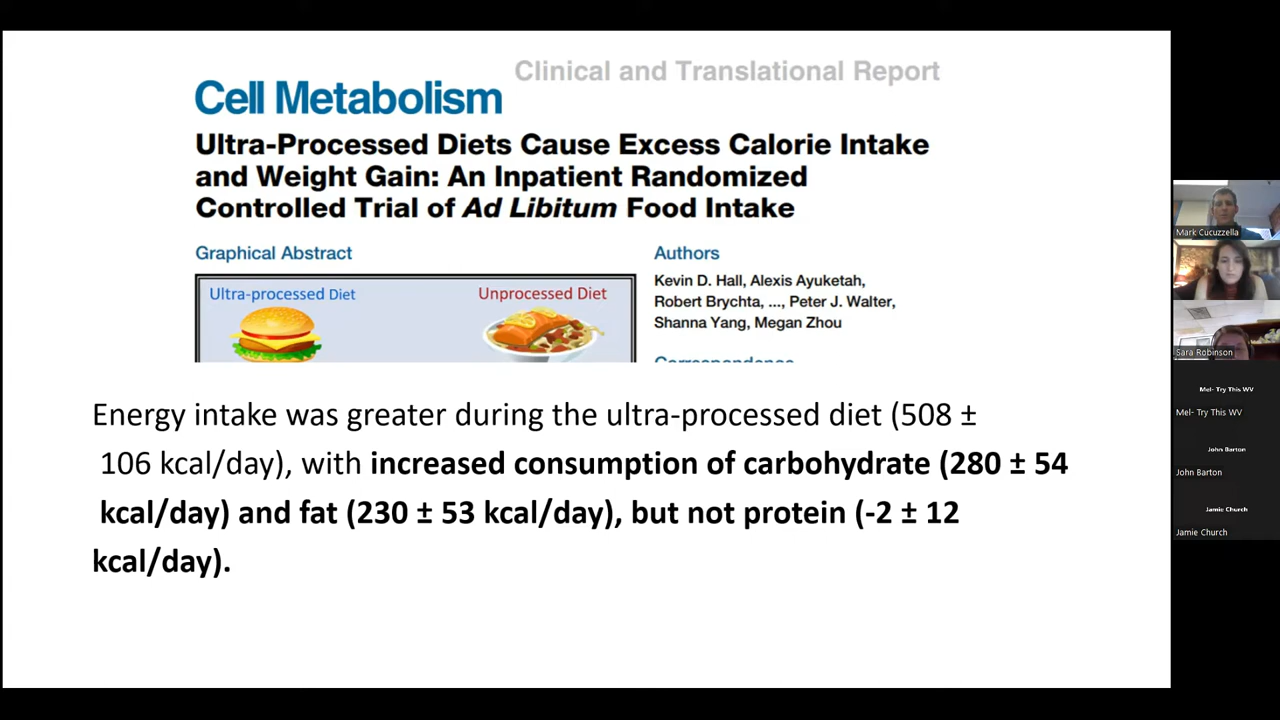 Clinical and Translational Report
Cell Metabolism
Ultra-Processed Diets Cause Excess Calorie Intake
and Weight Gain: An Inpatient Randomized
Controlled Trial of Ad Libitum Food Intake
Graphical Abstract
Ultra-processed Diet
Unprocessed Diet
Authors
Kevin D. Hall, Alexis Ayuketah,
Robert Brychta, ..., Peter J. Walter,
Shanna Yang, Megan Zhou
Correspondence
Energy intake was greater during the ultra-processed diet (508 ±
106 kcal/day), with increased consumption of carbohydrate (280 ± 54
kcal/day) and fat (230 ± 53 kcal/day), but not protein (-2 ± 12
kcal/day).
Mark Cucuzzella
Sara Robinson
Mel- Try This WV
Mel- Try This WV
John Barton
John Barton
Jamie Church
Jamie Church